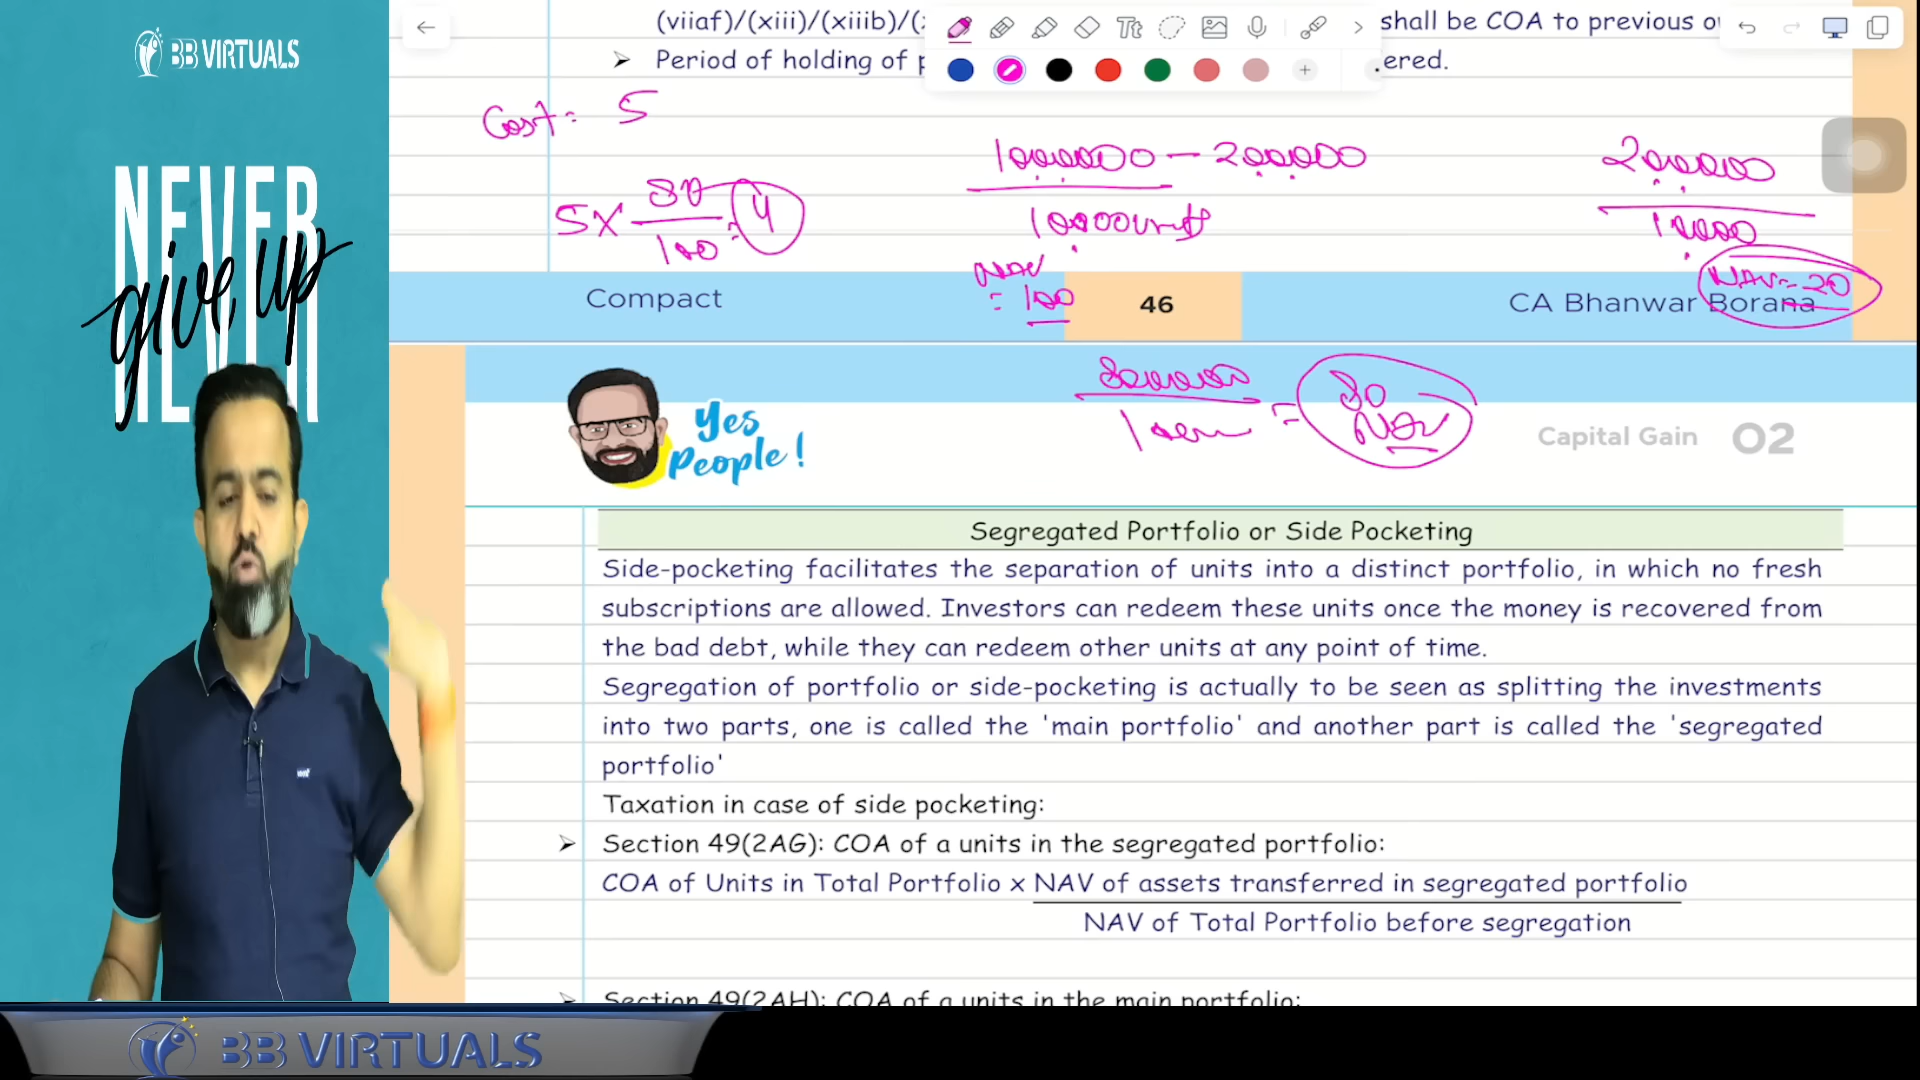 BB VIRTUALS
NEVER
give up
NEVER
(viiaf)/(xiii)/(xiiib)/(
shall be COA to previous o
Tt
➢ Period of holding of p
ered.
Cost = 5
5 × 80/100 = 4
1000000 - 200000
10000 units
NAV
= 100
200000
10000
NAV = 20
Compact
46
CA Bhanwar Borana
Yes
People!
800000
= 80
NAV
Capital Gain 02
Segregated Portfolio or Side Pocketing
Side-pocketing facilitates the separation of units into a distinct portfolio, in which no fresh
subscriptions are allowed. Investors can redeem these units once the money is recovered from
the bad debt, while they can redeem other units at any point of time.
Segregation of portfolio or side-pocketing is actually to be seen as splitting the investments
into two parts, one is called the 'main portfolio' and another part is called the 'segregated
portfolio'
Taxation in case of side pocketing:
➢ Section 49(2AG): COA of a units in the segregated portfolio:
COA of Units in Total Portfolio x NAV of assets transferred in segregated portfolio
NAV of Total Portfolio before segregation
➢ Section 49(2AH): COA of a units in the main portfolio:
BB VIRTUALS